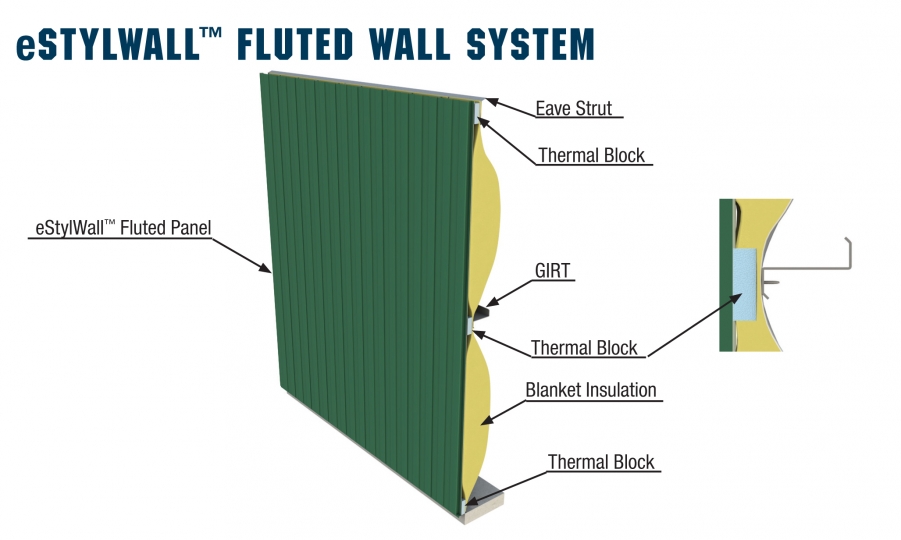 eSTYLWALL™ FLUTED WALL SYSTEM
Eave Strut
Thermal Block
eStylWall™ Fluted Panel
GIRT
Thermal Block
Blanket Insulation
Thermal Block